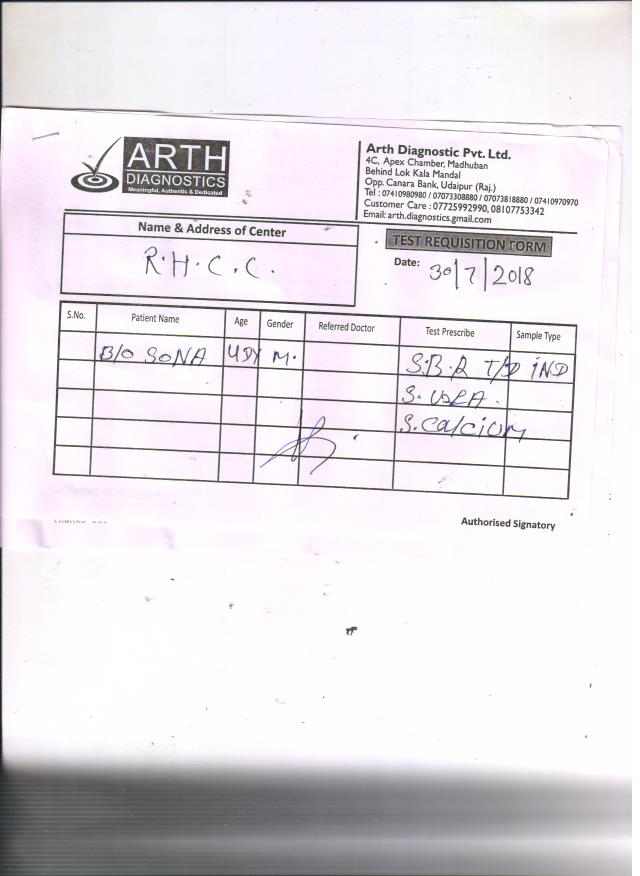 ARTH
DIAGNOSTICS
Meaningful, Authentic & Dedicated
Arth Diagnostic Pvt. Ltd.
4C, Apex Chamber, Madhuban
Behind Lok Kala Mandal
Opp. Canara Bank, Udaipur (Raj.)
Tel : 07410980980 / 07073308880 / 07073818880 / 07410970970
Customer Care : 07725992990, 08107753342
Email: arth.diagnostics.gmail.com
Name & Address of Center
R.H.C.C.
TEST REQUISITION FORM
Date: 30/7/2018
S.No. Patient Name Age Gender Referred Doctor Test Prescribe Sample Type
B/O SONA 4DY M. S.B.R T/D IND
S. UREA.
S. Calcium
Authorised Signatory